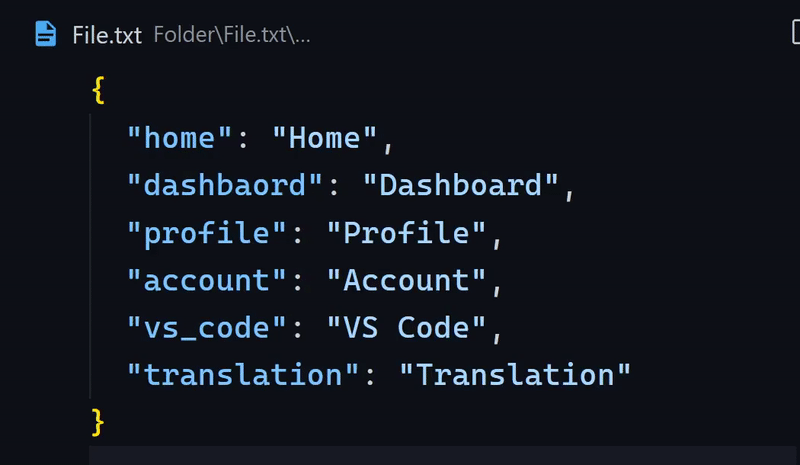 File.txt Folder\File.txt\...
{
"home": "Home",
"dashbaord": "Dashboard",
"profile": "Profile",
"account": "Account",
"vs_code": "VS Code",
"translation": "Translation"
}